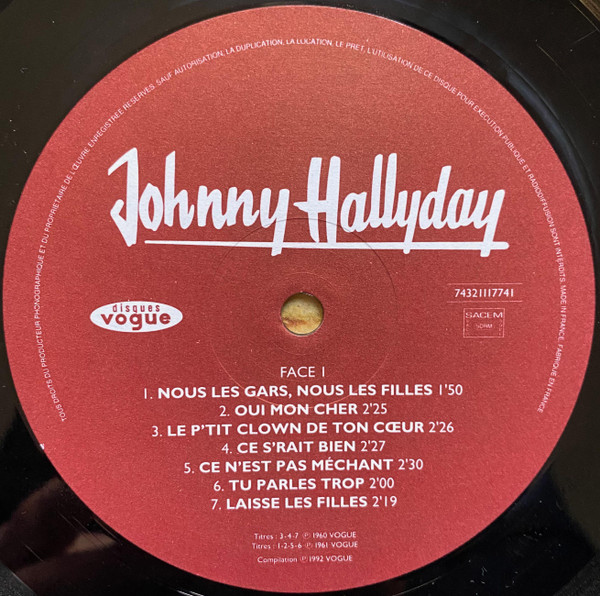 TOUS DROITS DU PRODUCTEUR PHONOGRAPHIQUE ET DU PROPRIETAIRE DE L'ŒUVRE ENREGISTREE RESERVES. SAUF AUTORISATION, LA DUPLICATION, LA LOCATION, LE PRET, L'UTILISATION DE CE DISQUE POUR EXECUTION PUBLIQUE ET RADIODIFFUSION SONT INTERDITS. MADE IN FRANCE. FABRIQUE EN FRANCE
Johnny Hallyday
74321117741
disques
vogue
SACEM
SDRM
FACE 1
1. NOUS LES GARS, NOUS LES FILLES 1'50
2. OUI MON CHER 2'25
3. LE P'TIT CLOWN DE TON CŒUR 2'26
4. CE S'RAIT BIEN 2'27
5. CE N'EST PAS MÉCHANT 2'30
6. TU PARLES TROP 2'00
7. LAISSE LES FILLES 2'19
Titres : 3-4-7 ℗ 1960 VOGUE
Titres : 1-2-5-6 ℗ 1961 VOGUE
Compilation ℗ 1992 VOGUE